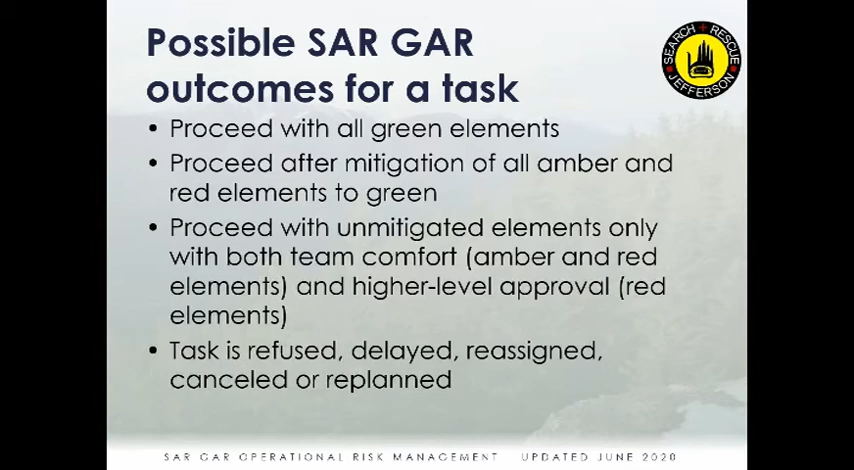 Possible SAR GAR
outcomes for a task
SEARCH + RESCUE
JEFFERSON
• Proceed with all green elements
• Proceed after mitigation of all amber and
red elements to green
• Proceed with unmitigated elements only
with both team comfort (amber and red
elements) and higher-level approval (red
elements)
• Task is refused, delayed, reassigned,
canceled or replanned
SAR GAR OPERATIONAL RISK MANAGEMENT UPDATED JUNE 2020